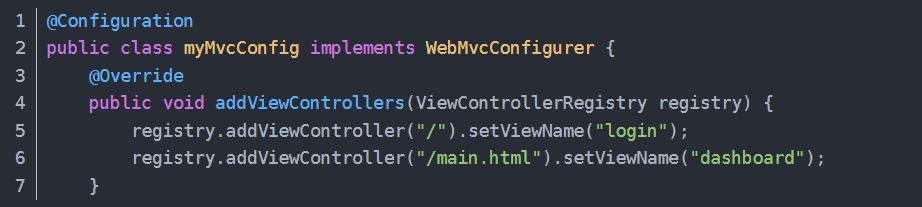 1 @Configuration
2 public class myMvcConfig implements WebMvcConfigurer {
3     @Override
4     public void addViewControllers(ViewControllerRegistry registry) {
5         registry.addViewController("/").setViewName("login");
6         registry.addViewController("/main.html").setViewName("dashboard");
7     }